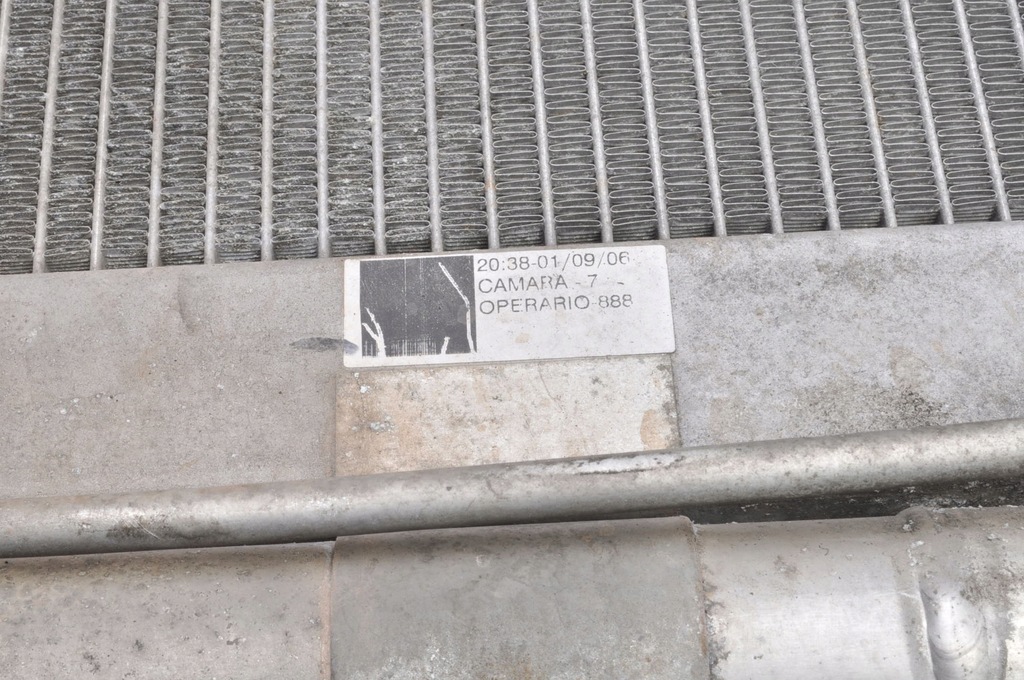 20:38-01/09/06
CAMARA - 7 -
OPERARIO-888